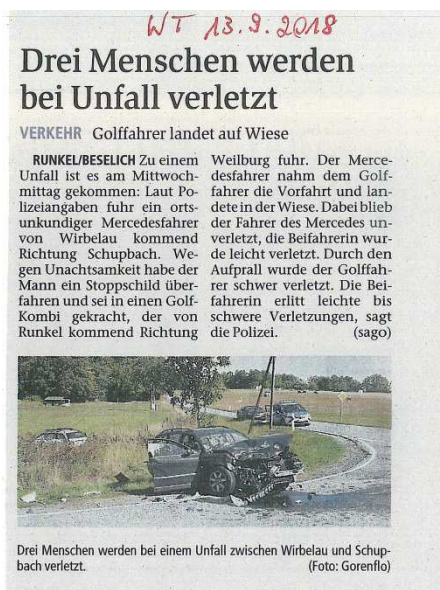 WT 13.9.2018
Drei Menschen werden
bei Unfall verletzt
VERKEHR Golffahrer landet auf Wiese
RUNKEL/BESELICH Zu einem
Unfall ist es am Mittwoch-
mittag gekommen: Laut Po-
lizeiangaben fuhr ein orts-
unkundiger Mercedesfahrer
von Wirbelau kommend
Richtung Schupbach. We-
gen Unachtsamkeit habe der
Mann ein Stoppschild über-
fahren und sei in einen Golf-
Kombi gekracht, der von
Runkel kommend Richtung
Weilburg fuhr. Der Merce-
desfahrer nahm dem Golf-
fahrer die Vorfahrt und lan-
dete in der Wiese. Dabei blieb
der Fahrer des Mercedes un-
verletzt, die Beifahrerin wur-
de leicht verletzt. Durch den
Aufprall wurde der Golffah-
rer schwer verletzt. Die Bei-
fahrerin erlitt leichte bis
schwere Verletzungen, sagt
die Polizei. (sago)
Drei Menschen werden bei einem Unfall zwischen Wirbelau und Schup-
bach verletzt. (Foto: Gorenflo)